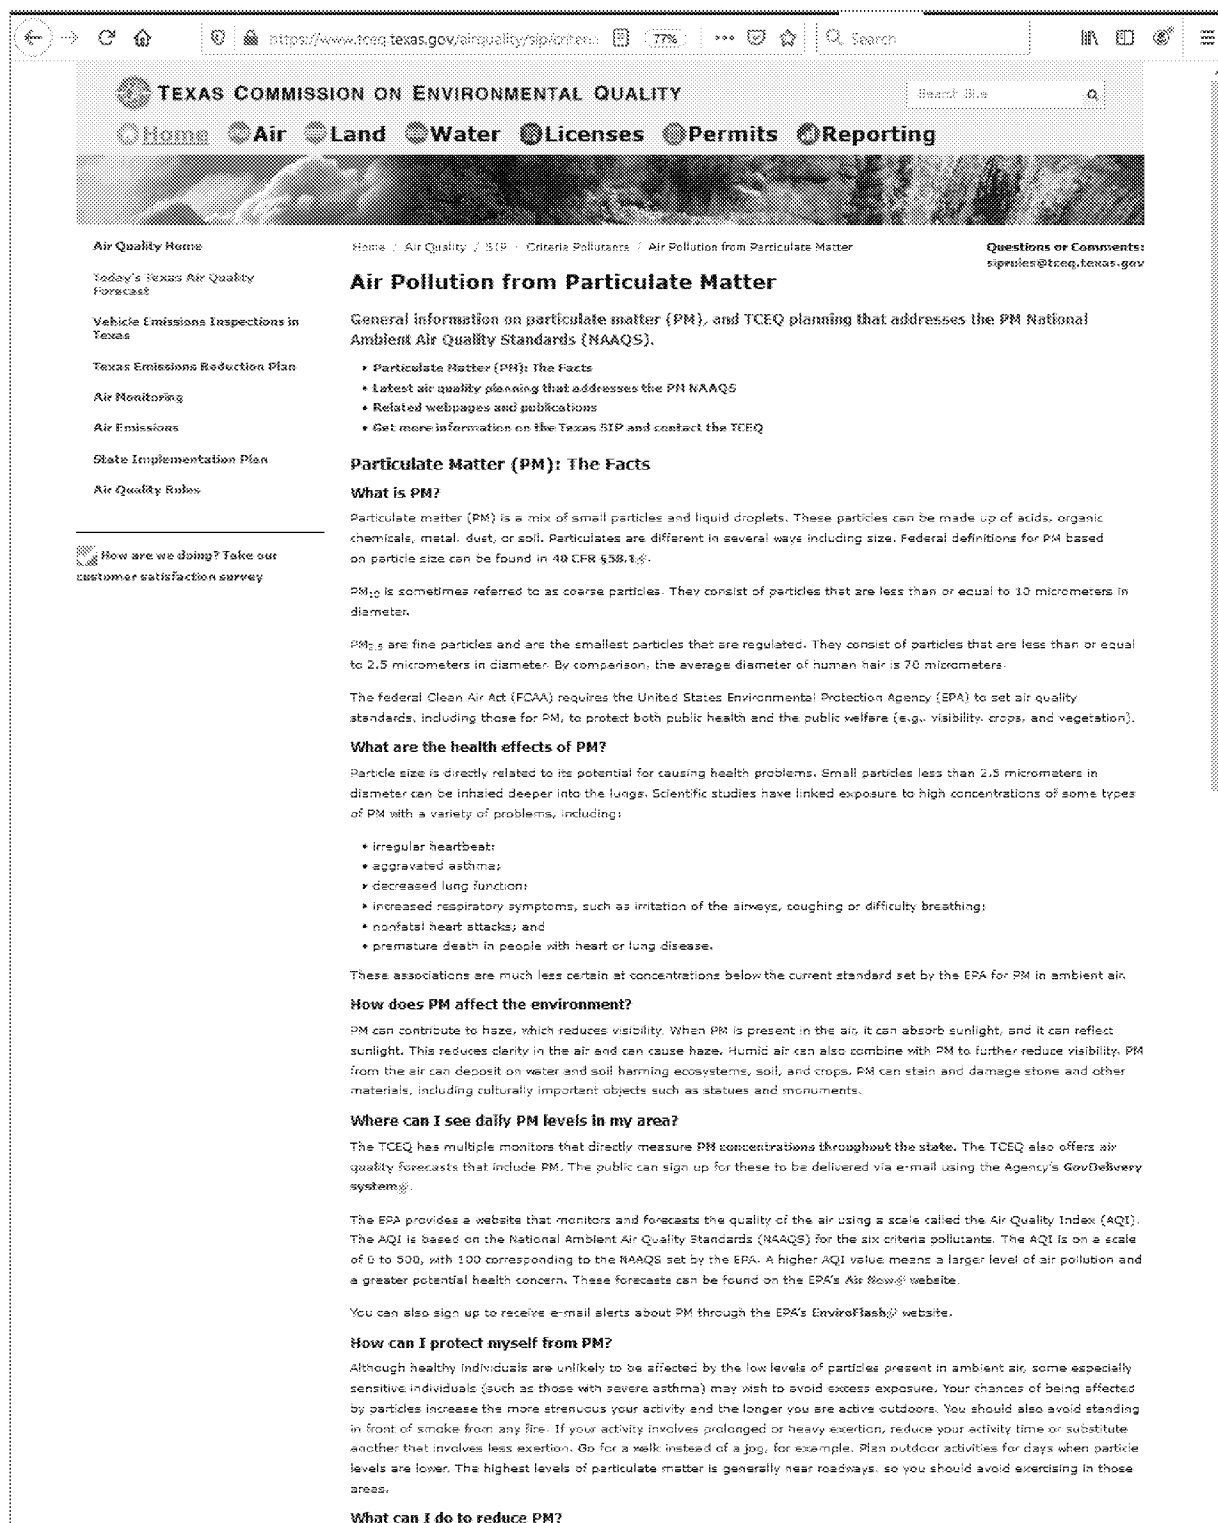 https://www.tceq.texas.gov/airquality/sip/criteri...
77%
Search
TEXAS COMMISSION ON ENVIRONMENTAL QUALITY
Search Site
Home Air Land Water Licenses Permits Reporting
Air Quality Home
Today's Texas Air Quality
Forecast
Vehicle Emissions Inspections in
Texas
Texas Emissions Reduction Plan
Air Monitoring
Air Emissions
State Implementation Plan
Air Quality Rules
How are we doing? Take our
customer satisfaction survey
Home / Air Quality / SIP / Criteria Pollutants / Air Pollution from Particulate Matter
Questions or Comments:
siprules@tceq.texas.gov
Air Pollution from Particulate Matter
General information on particulate matter (PM), and TCEQ planning that addresses the PM National
Ambient Air Quality Standards (NAAQS).
• Particulate Matter (PM): The Facts
• Latest air quality planning that addresses the PM NAAQS
• Related webpages and publications
• Get more information on the Texas SIP and contact the TCEQ
Particulate Matter (PM): The Facts
What is PM?
Particulate matter (PM) is a mix of small particles and liquid droplets. These particles can be made up of acids, organic
chemicals, metal, dust, or soil. Particulates are different in several ways including size. Federal definitions for PM based
on particle size can be found in 40 CFR §58.1.
PM10 is sometimes referred to as coarse particles. They consist of particles that are less than or equal to 10 micrometers in
diameter.
PM2.5 are fine particles and are the smallest particles that are regulated. They consist of particles that are less than or equal
to 2.5 micrometers in diameter. By comparison, the average diameter of human hair is 70 micrometers.
The federal Clean Air Act (FCAA) requires the United States Environmental Protection Agency (EPA) to set air quality
standards, including those for PM, to protect both public health and the public welfare (e.g., visibility, crops, and vegetation).
What are the health effects of PM?
Particle size is directly related to its potential for causing health problems. Small particles less than 2.5 micrometers in
diameter can be inhaled deeper into the lungs. Scientific studies have linked exposure to high concentrations of some types
of PM with a variety of problems, including:
• irregular heartbeat;
• aggravated asthma;
• decreased lung function;
• increased respiratory symptoms, such as irritation of the airways, coughing or difficulty breathing;
• nonfatal heart attacks; and
• premature death in people with heart or lung disease.
These associations are much less certain at concentrations below the current standard set by the EPA for PM in ambient air.
How does PM affect the environment?
PM can contribute to haze, which reduces visibility. When PM is present in the air, it can absorb sunlight, and it can reflect
sunlight. This reduces clarity in the air and can cause haze. Humid air can also combine with PM to further reduce visibility. PM
from the air can deposit on water and soil harming ecosystems, soil, and crops. PM can stain and damage stone and other
materials, including culturally important objects such as statues and monuments.
Where can I see daily PM levels in my area?
The TCEQ has multiple monitors that directly measure PM concentrations throughout the state. The TCEQ also offers air
quality forecasts that include PM. The public can sign up for these to be delivered via e-mail using the Agency's GovDelivery
system.
The EPA provides a website that monitors and forecasts the quality of the air using a scale called the Air Quality Index (AQI).
The AQI is based on the National Ambient Air Quality Standards (NAAQS) for the six criteria pollutants. The AQI is on a scale
of 0 to 500, with 100 corresponding to the NAAQS set by the EPA. A higher AQI value means a larger level of air pollution and
a greater potential health concern. These forecasts can be found on the EPA's Air Now website.
You can also sign up to receive e-mail alerts about PM through the EPA's EnviroFlash website.
How can I protect myself from PM?
Although healthy individuals are unlikely to be affected by the low levels of particles present in ambient air, some especially
sensitive individuals (such as those with severe asthma) may wish to avoid excess exposure. Your chances of being affected
by particles increase the more strenuous your activity and the longer you are active outdoors. You should also avoid standing
in front of smoke from any fire. If your activity involves prolonged or heavy exertion, reduce your activity time or substitute
another that involves less exertion. Go for a walk instead of a jog, for example. Plan outdoor activities for days when particle
levels are lower. The highest levels of particulate matter is generally near roadways, so you should avoid exercising in those
areas.
What can I do to reduce PM?